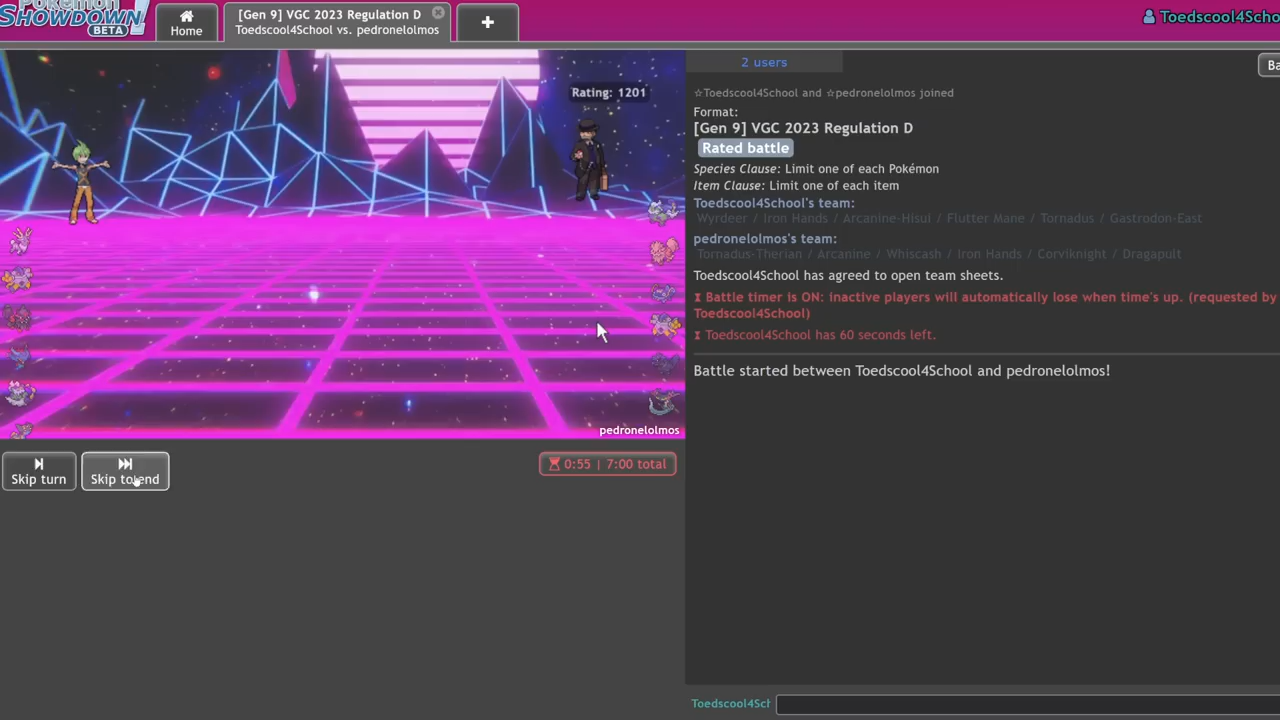 Pokémon
SHOWDOWN!
BETA
Home
[Gen 9] VGC 2023 Regulation D
Toedscool4School vs. pedronelolmos
+
Toedscool4Scho
2 users
Ba
Rating: 1201
☆Toedscool4School and ☆pedronelolmos joined
Format:
[Gen 9] VGC 2023 Regulation D
Rated battle
Species Clause: Limit one of each Pokémon
Item Clause: Limit one of each item
Toedscool4School's team:
Wyrdeer / Iron Hands / Arcanine-Hisui / Flutter Mane / Tornadus / Gastrodon-East
pedronelolmos's team:
Tornadus-Therian / Arcanine / Whiscash / Iron Hands / Corviknight / Dragapult
Toedscool4School has agreed to open team sheets.
Battle timer is ON: inactive players will automatically lose when time's up. (requested by
Toedscool4School)
Toedscool4School has 60 seconds left.
Battle started between Toedscool4School and pedronelolmos!
pedronelolmos
Skip turn
Skip to end
0:55 | 7:00 total
Toedscool4Scl